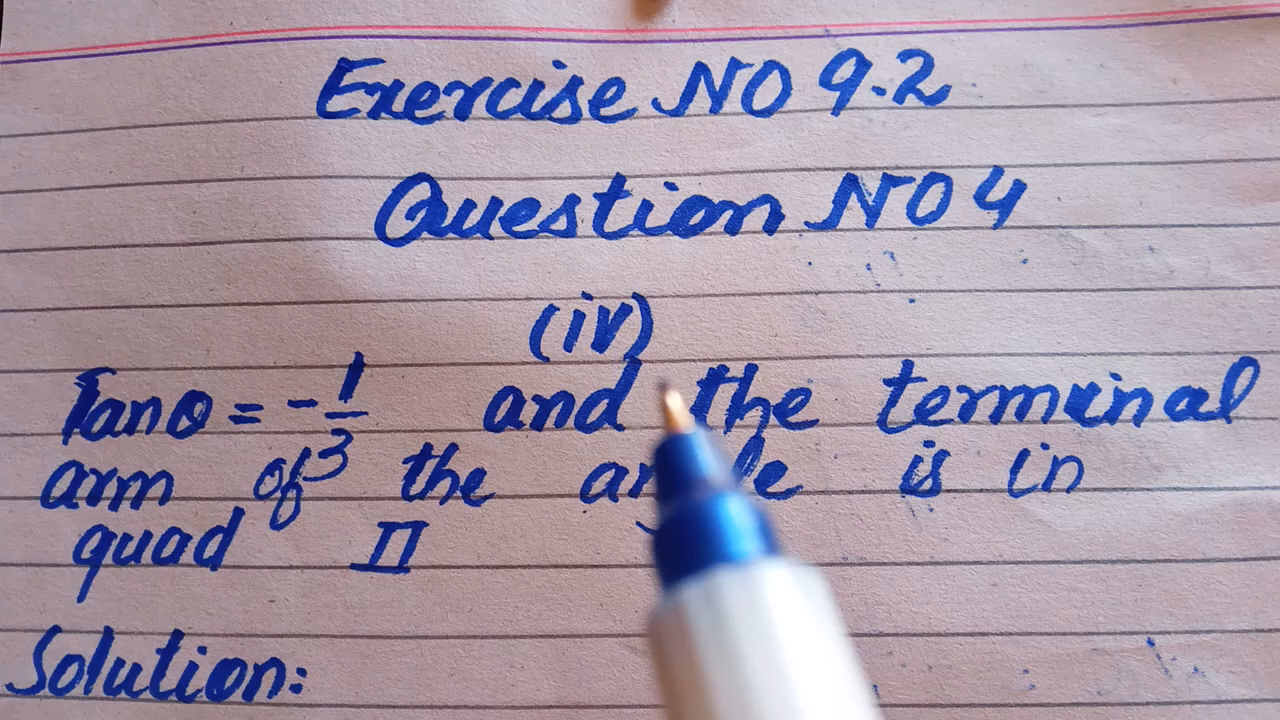 Exercise NO 9.2
Question NO 4
(iv)
Tanθ = -1/3 and the terminal
arm of the is in
quad II
Solution: